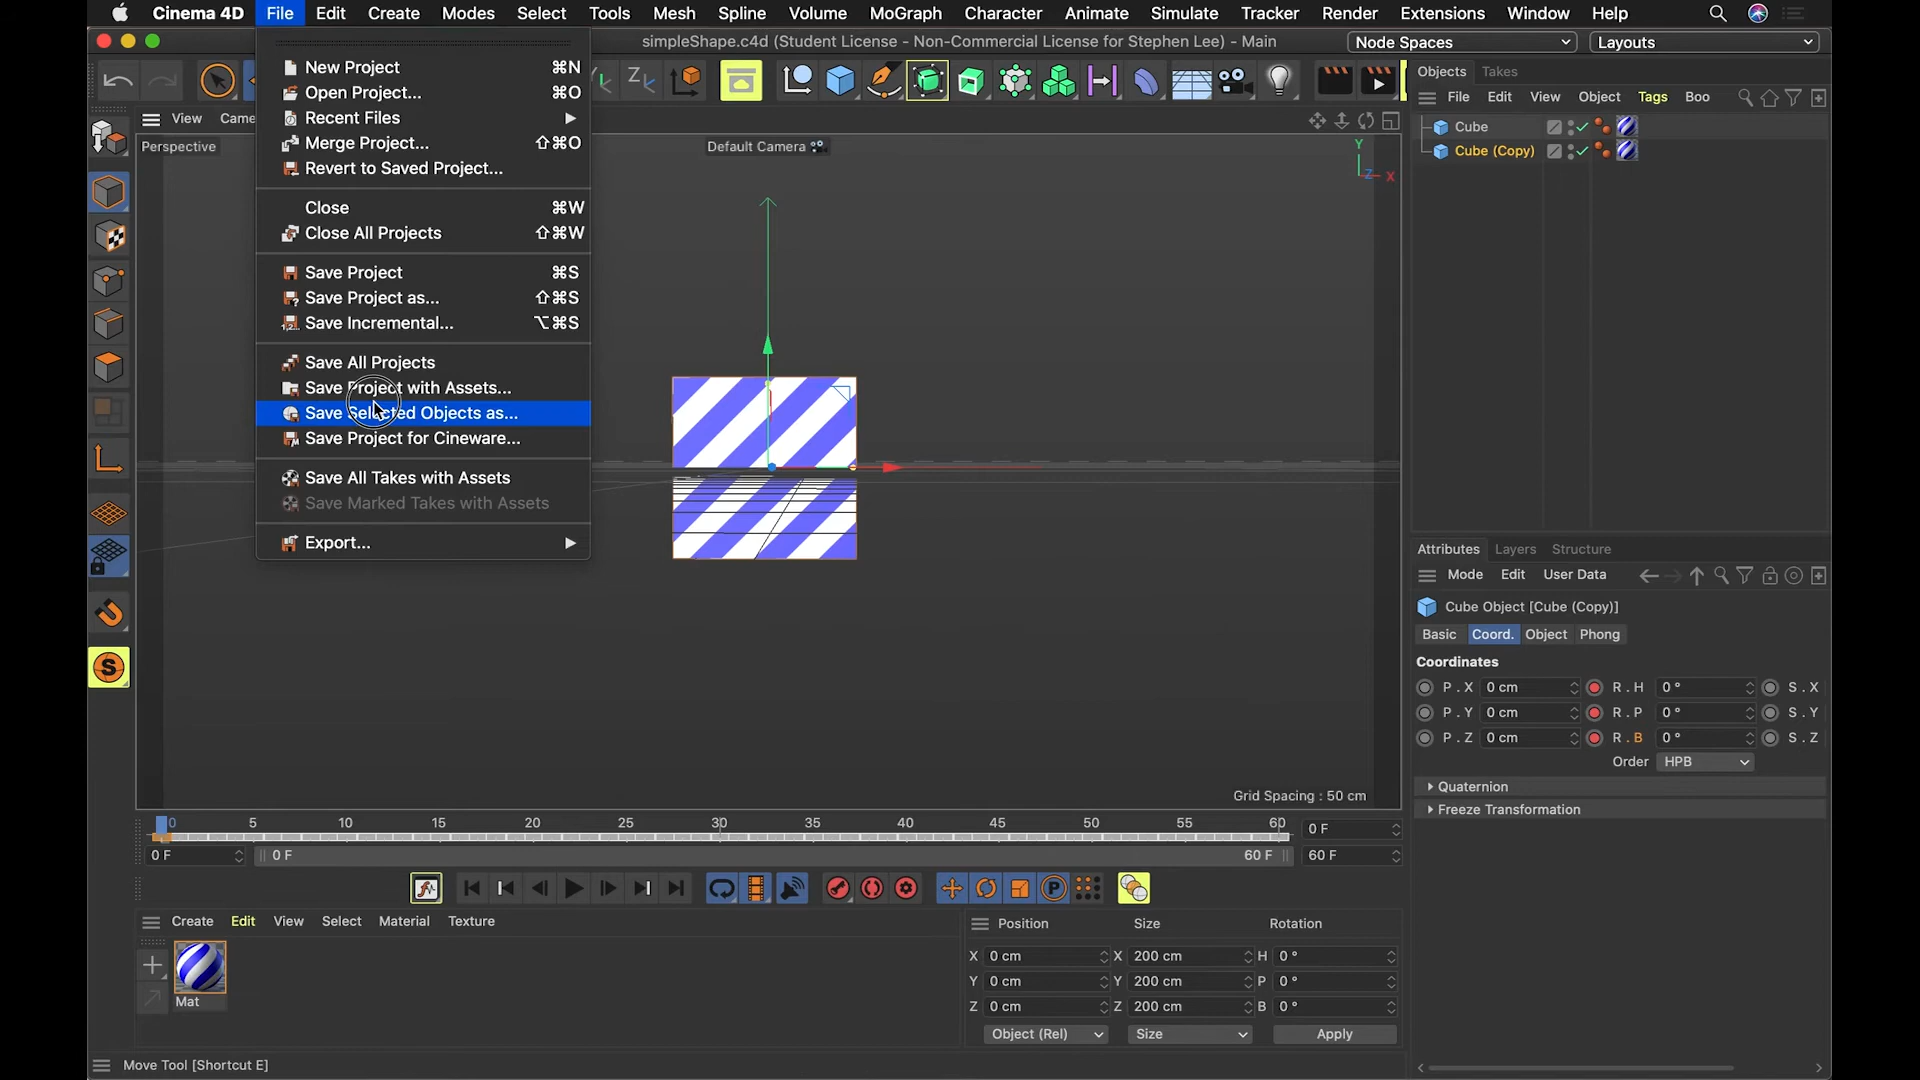 Cinema 4D File Edit Create Modes Select Tools Mesh Spline Volume MoGraph Character Animate Simulate Tracker Render Extensions Window Help
simpleShape.c4d (Student License - Non-Commercial License for Stephen Lee) - Main
Node Spaces Layouts
New Project ⌘N
Open Project... ⌘O
Recent Files
Merge Project... ⇧⌘O
Revert to Saved Project...
Close ⌘W
Close All Projects ⇧⌘W
Save Project ⌘S
Save Project as... ⇧⌘S
Save Incremental... ⌥⌘S
Save All Projects
Save Project with Assets...
Save Selected Objects as...
Save Project for Cineware...
Save All Takes with Assets
Save Marked Takes with Assets
Export...
View Came
Perspective
Default Camera
Y
Z X
Grid Spacing : 50 cm
Objects Takes
File Edit View Object Tags Boo
Cube
Cube (Copy)
Attributes Layers Structure
Mode Edit User Data
Cube Object [Cube (Copy)]
Basic Coord. Object Phong
Coordinates
P . X 0 cm R . H 0 ° S . X
P . Y 0 cm R . P 0 ° S . Y
P . Z 0 cm R . B 0 ° S . Z
Order HPB
Quaternion
Freeze Transformation
0 5 10 15 20 25 30 35 40 45 50 55 60
0 F
0 F 0 F 60 F 60 F
Create Edit View Select Material Texture
Mat
Position Size Rotation
X 0 cm X 200 cm H 0 °
Y 0 cm Y 200 cm P 0 °
Z 0 cm Z 200 cm B 0 °
Object (Rel) Size Apply
Move Tool [Shortcut E]